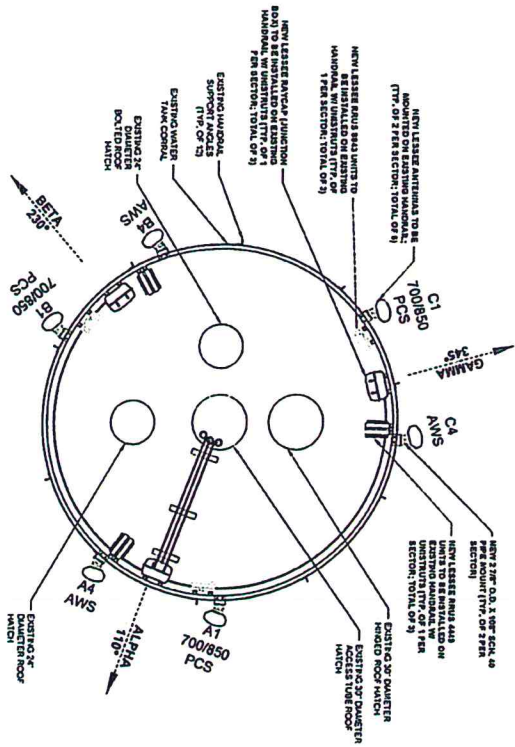 NEW LESSEE ANTENNAS TO BE
MOUNTED ON EXISTING HANDRAIL;
(TYP. OF 2 PER SECTOR; TOTAL OF 6)
NEW LESSEE RRUS 8843 UNITS TO
BE INSTALLED ON EXISTING
HANDRAIL W/ UNISTRUTS (TYP. OF
1 PER SECTOR; TOTAL OF 3)
NEW LESSEE RAYCAP (JUNCTION
BOX) TO BE INSTALLED ON EXISTING
HANDRAIL W/ UNISTRUTS (TYP. OF 1
PER SECTOR; TOTAL OF 3)
EXISTING HANDRAIL
SUPPORT ANGLES
(TYP. OF 12)
EXISTING WATER
TANK CORRAL
EXISTING 24"
DIAMETER
BOLTED ROOF
HATCH
BETA
230°
B4
AWS
B1
700/850
PCS
C1
700/850
PCS
GAMMA
345°
C4
AWS
NEW 2 7/8" O.D. X 108" SCH. 40
PIPE MOUNT (TYP. OF 2 PER
SECTOR)
NEW LESSEE RRUS 4449
UNITS TO BE INSTALLED ON
EXISTING HANDRAIL W/
UNISTRUTS (TYP. OF 1 PER
SECTOR; TOTAL OF 3)
EXISTING 30" DIAMETER
HINGED ROOF HATCH
EXISTING 30" DIAMETER
ACCESS TUBE ROOF
HATCH
A1
700/850
PCS
ALPHA
110°
A4
AWS
EXISTING 24"
DIAMETER ROOF
HATCH